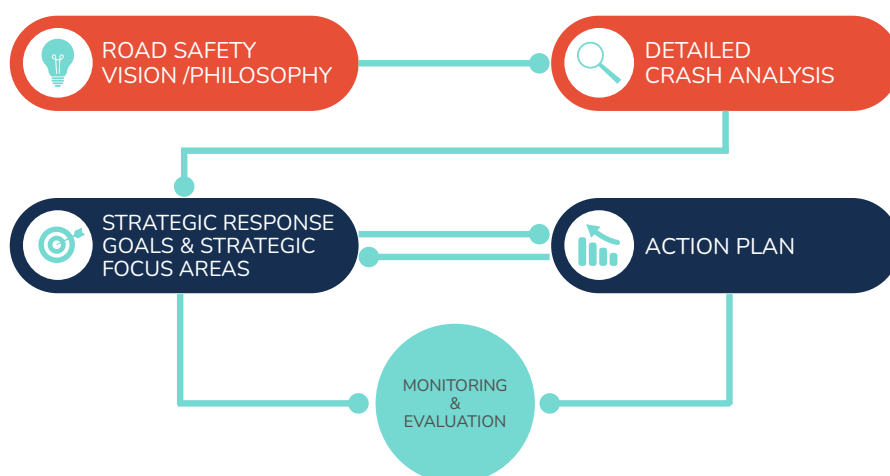 ROAD SAFETY
VISION /PHILOSOPHY
DETAILED
CRASH ANALYSIS
STRATEGIC RESPONSE
GOALS & STRATEGIC
FOCUS AREAS
ACTION PLAN
MONITORING
&
EVALUATION